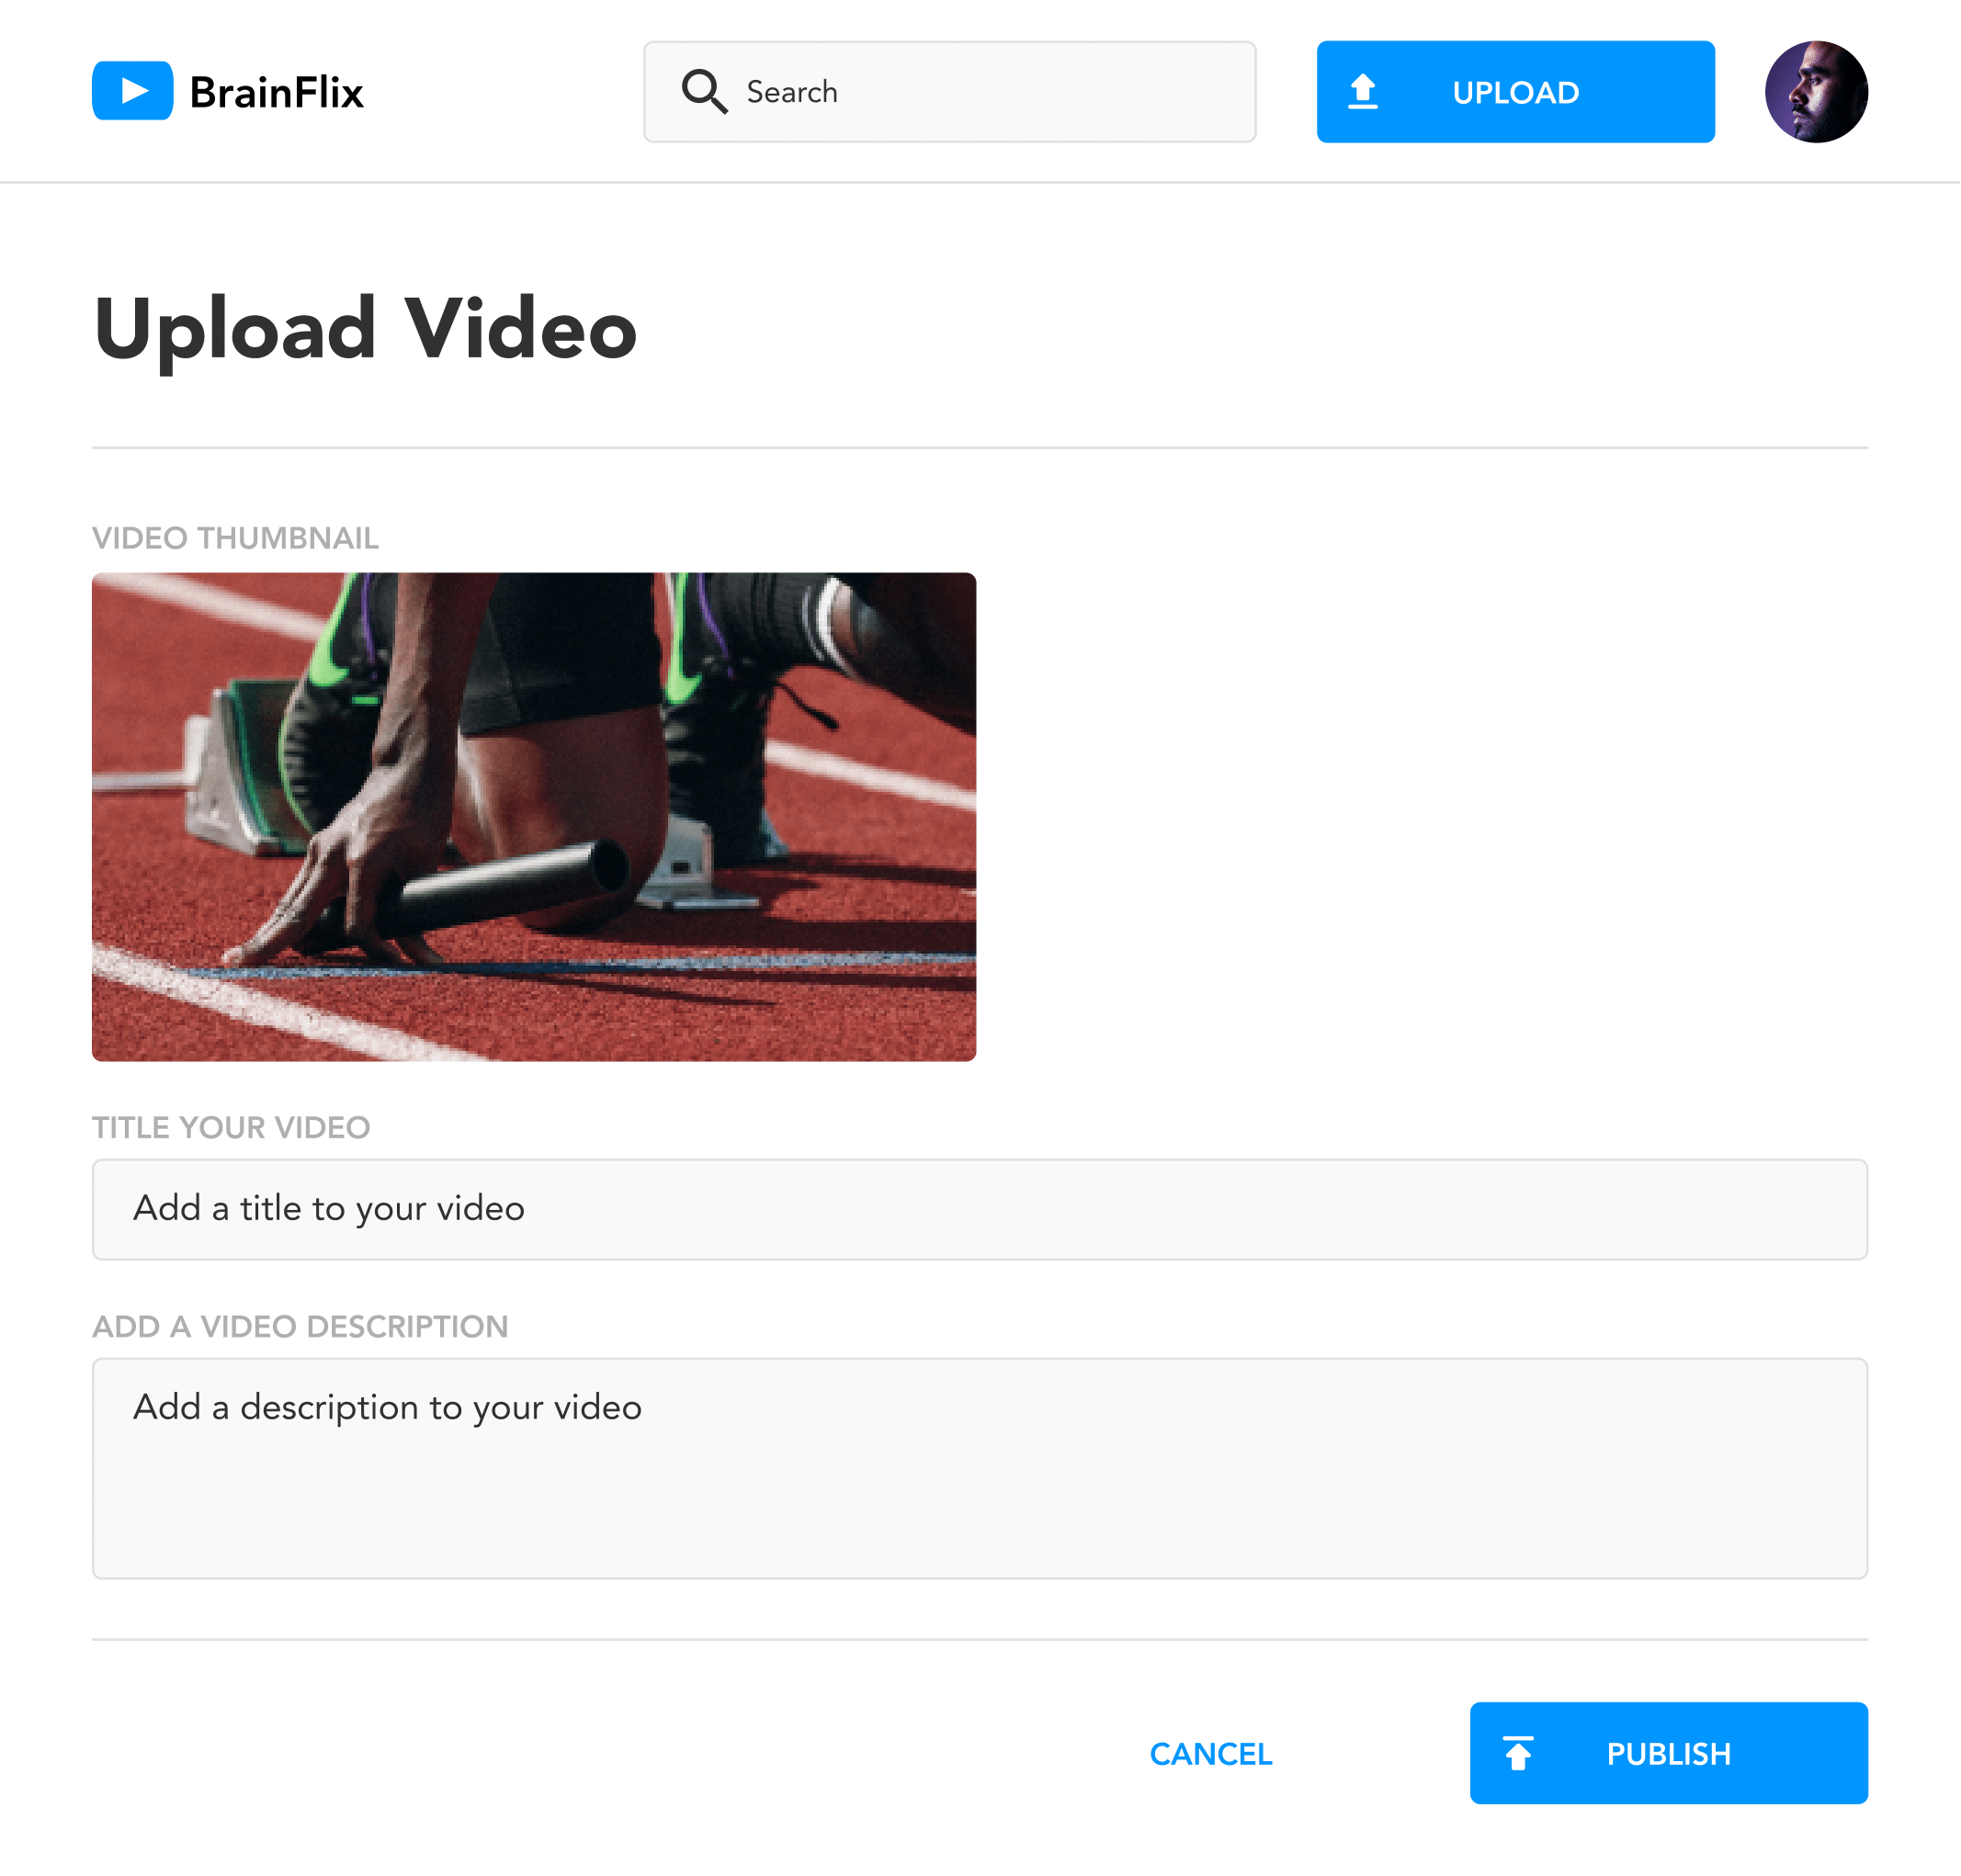 BrainFlix
Search
UPLOAD
Upload Video
VIDEO THUMBNAIL
TITLE YOUR VIDEO
Add a title to your video
ADD A VIDEO DESCRIPTION
Add a description to your video
CANCEL
PUBLISH